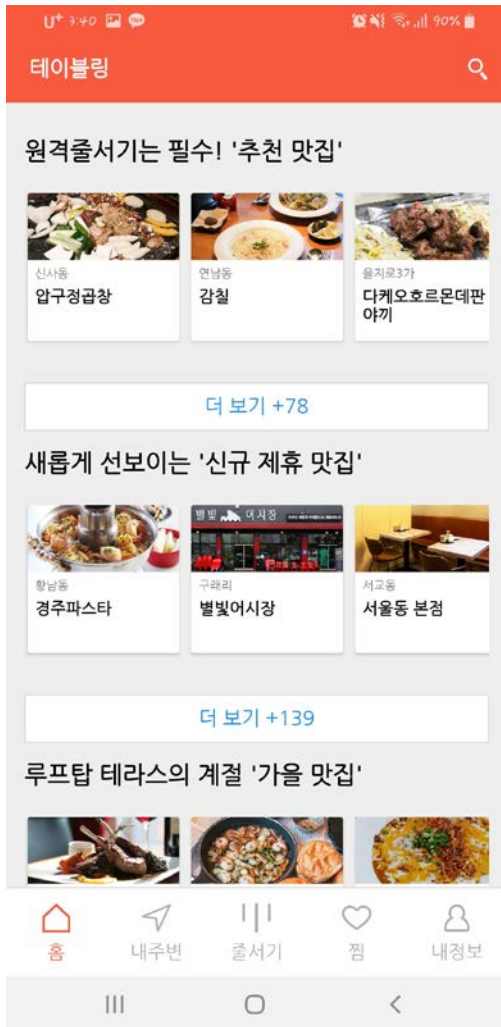 U+ 3:40 90%
테이블링
원격줄서기는 필수! '추천 맛집'
신사동
압구정곱창
연남동
감칠
을지로3가
다케오호르몬데판
야끼
더 보기 +78
새롭게 선보이는 '신규 제휴 맛집'
별빛 어시장
황남동
경주파스타
구래리
별빛어시장
서교동
서울동 본점
더 보기 +139
루프탑 테라스의 계절 '가을 맛집'
홈
내주변
줄서기
찜
내정보